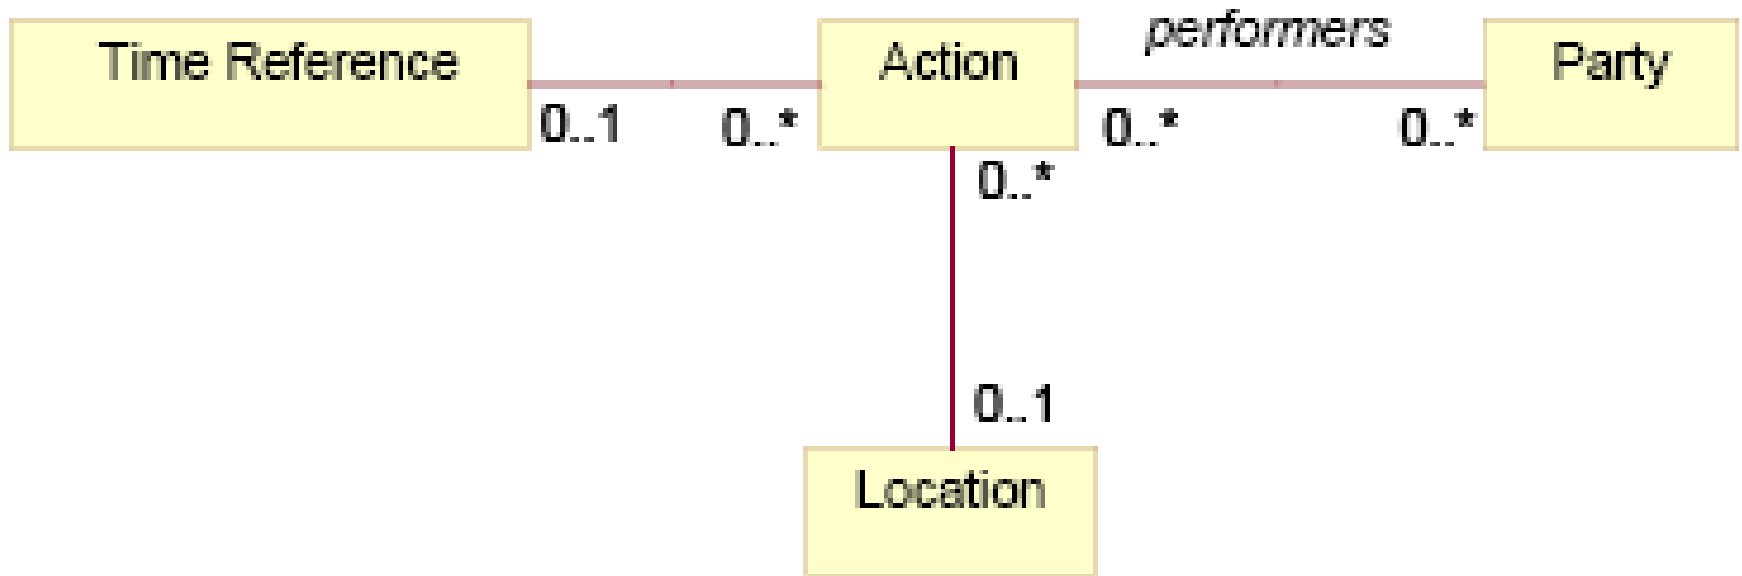 performers
Time Reference
Action
Party
0..1
0..*
0..*
0..*
0..*
0..1
Location